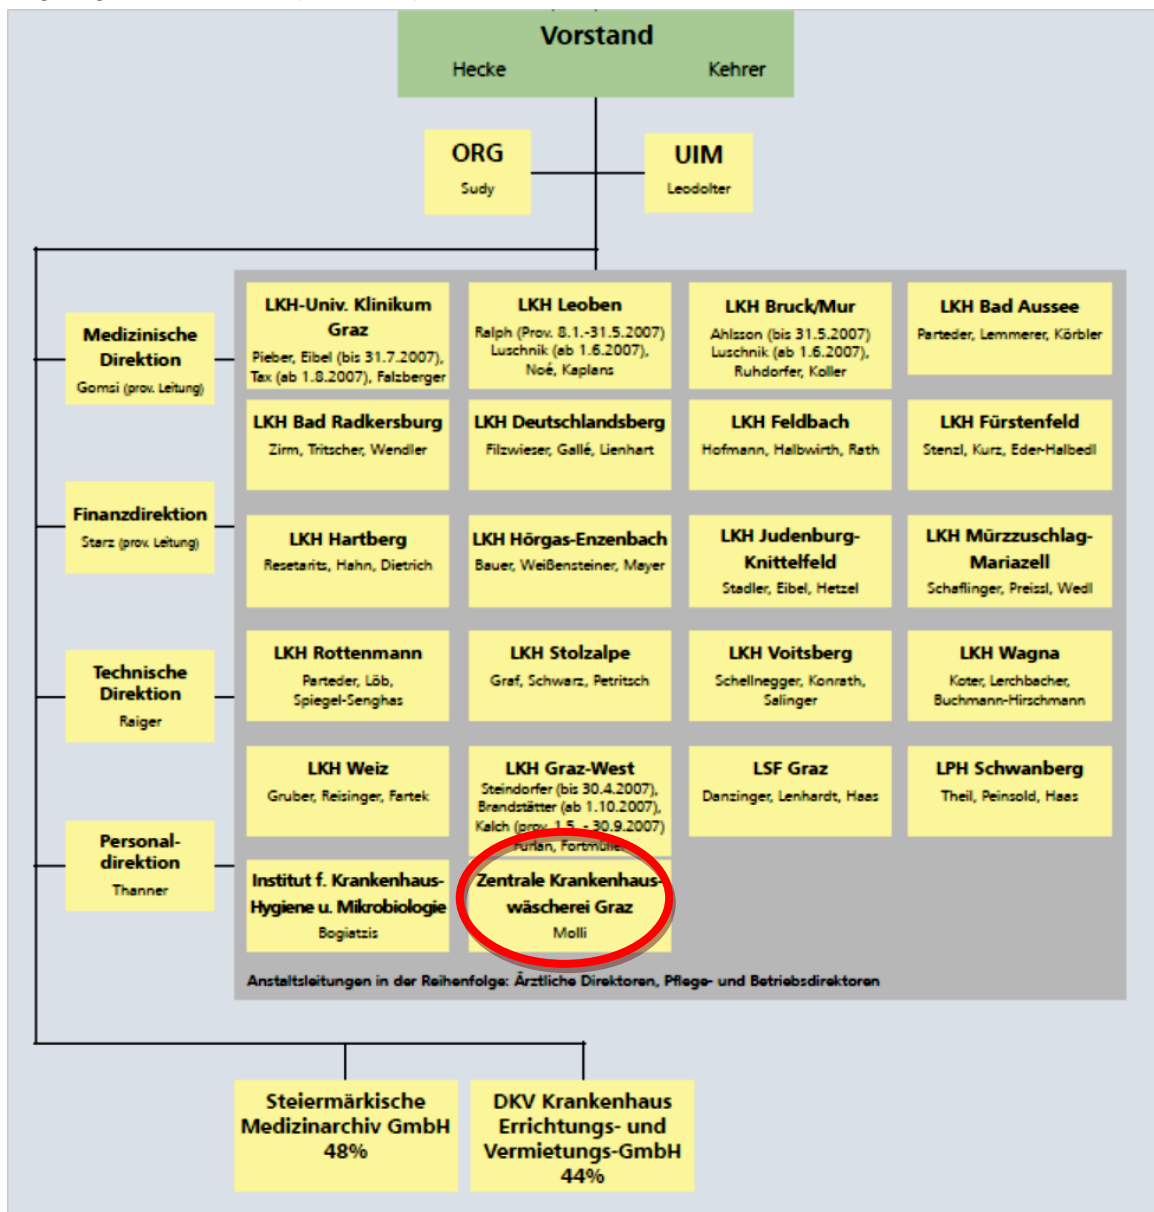 Vorstand
Hecke Kehrer
ORG
Sudy
UIM
Leodolter
Medizinische
Direktion
Gomsi (prov. Leitung)
Finanzdirektion
Starz (prov. Leitung)
Technische
Direktion
Raiger
Personal-
direktion
Thanner
LKH-Univ. Klinikum
Graz
Pieber, Eibel (bis 31.7.2007),
Tax (ab 1.8.2007), Falzberger
LKH Leoben
Ralph (Prov. 8.1.-31.5.2007)
Luschnik (ab 1.6.2007),
Noé, Kaplans
LKH Bruck/Mur
Ahlsson (bis 31.5.2007)
Luschnik (ab 1.6.2007),
Ruhdorfer, Koller
LKH Bad Aussee
Parteder, Lemmerer, Körbler
LKH Bad Radkersburg
Zirm, Tritscher, Wendler
LKH Deutschlandsberg
Filzwieser, Gallé, Lienhart
LKH Feldbach
Hofmann, Halbwirth, Rath
LKH Fürstenfeld
Stenzl, Kurz, Eder-Halbedl
LKH Hartberg
Resetarits, Hahn, Dietrich
LKH Hörgas-Enzenbach
Bauer, Weißensteiner, Mayer
LKH Judenburg-
Knittelfeld
Stadler, Eibel, Hetzel
LKH Mürzzuschlag-
Mariazell
Schaflinger, Preissl, Wedl
LKH Rottenmann
Parteder, Löb,
Spiegel-Senghas
LKH Stolzalpe
Graf, Schwarz, Petritsch
LKH Voitsberg
Schellnegger, Konrath,
Salinger
LKH Wagna
Koter, Lerchbacher,
Buchmann-Hirschmann
LKH Weiz
Gruber, Reisinger, Fartek
LKH Graz-West
Steindorfer (bis 30.4.2007),
Brandstätter (ab 1.10.2007),
Kalch (prov. 1.5. - 30.9.2007)
Furlan, Fortmüller
LSF Graz
Danzinger, Lenhardt, Haas
LPH Schwanberg
Theil, Peinsold, Haas
Institut f. Krankenhaus-
Hygiene u. Mikrobiologie
Bogiatzis
Zentrale Krankenhaus-
wäscherei Graz
Molli
Anstaltsleitungen in der Reihenfolge: Ärztliche Direktoren, Pflege- und Betriebsdirektoren
Steiermärkische
Medizinarchiv GmbH
48%
DKV Krankenhaus
Errichtungs- und
Vermietungs-GmbH
44%